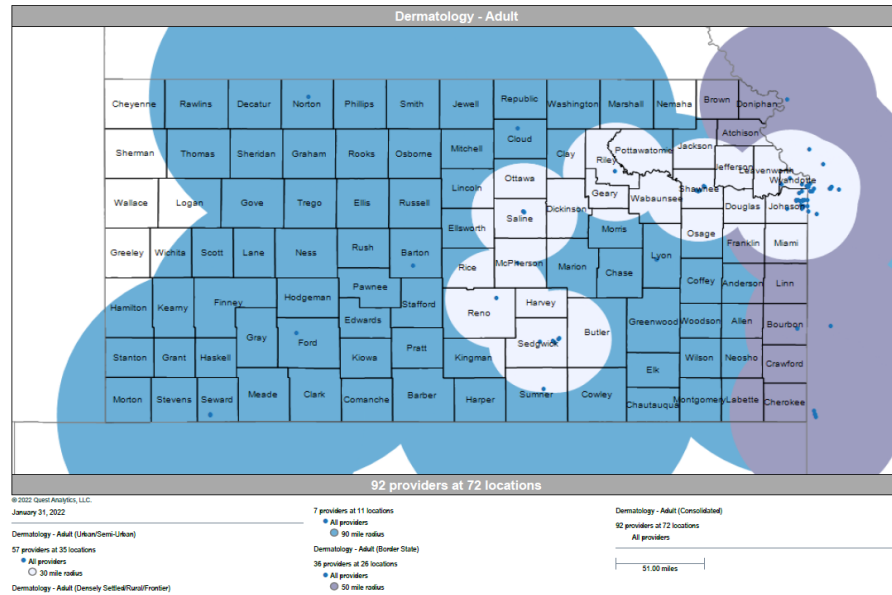 Dermatology - Adult
Cheyenne Rawlins Decatur Norton Phillips Smith Jewell Republic Washington Marshall Nemaha Brown Doniphan
Cloud Atchison
Sherman Thomas Sheridan Graham Rooks Osborne Mitchell Clay Riley Pottawatomie Jackson Jefferson Leavenworth
Ottawa Wyandotte
Wallace Logan Gove Trego Ellis Russell Lincoln Saline Dickinson Geary Wabaunsee Shawnee Douglas Johnson
Ellsworth Morris Osage
Greeley Wichita Scott Lane Ness Rush Barton Rice McPherson Marion Chase Lyon Franklin Miami
Hamilton Kearny Finney Hodgeman Pawnee Stafford Reno Harvey Coffey Anderson Linn
Gray Ford Edwards Sedgwick Butler Greenwood Woodson Allen Bourbon
Stanton Grant Haskell Kiowa Pratt Kingman Elk Wilson Neosho Crawford
Morton Stevens Seward Meade Clark Comanche Barber Harper Sumner Cowley Chautauqua Montgomery Labette Cherokee
92 providers at 72 locations
© 2022 Quest Analytics, LLC.
January 31, 2022
Dermatology - Adult (Urban/Semi-Urban)
57 providers at 35 locations
All providers
30 mile radius
Dermatology - Adult (Densely Settled/Rural/Frontier)
7 providers at 11 locations
All providers
90 mile radius
Dermatology - Adult (Border State)
36 providers at 26 locations
All providers
50 mile radius
Dermatology - Adult (Consolidated)
92 providers at 72 locations
All providers
51.00 miles